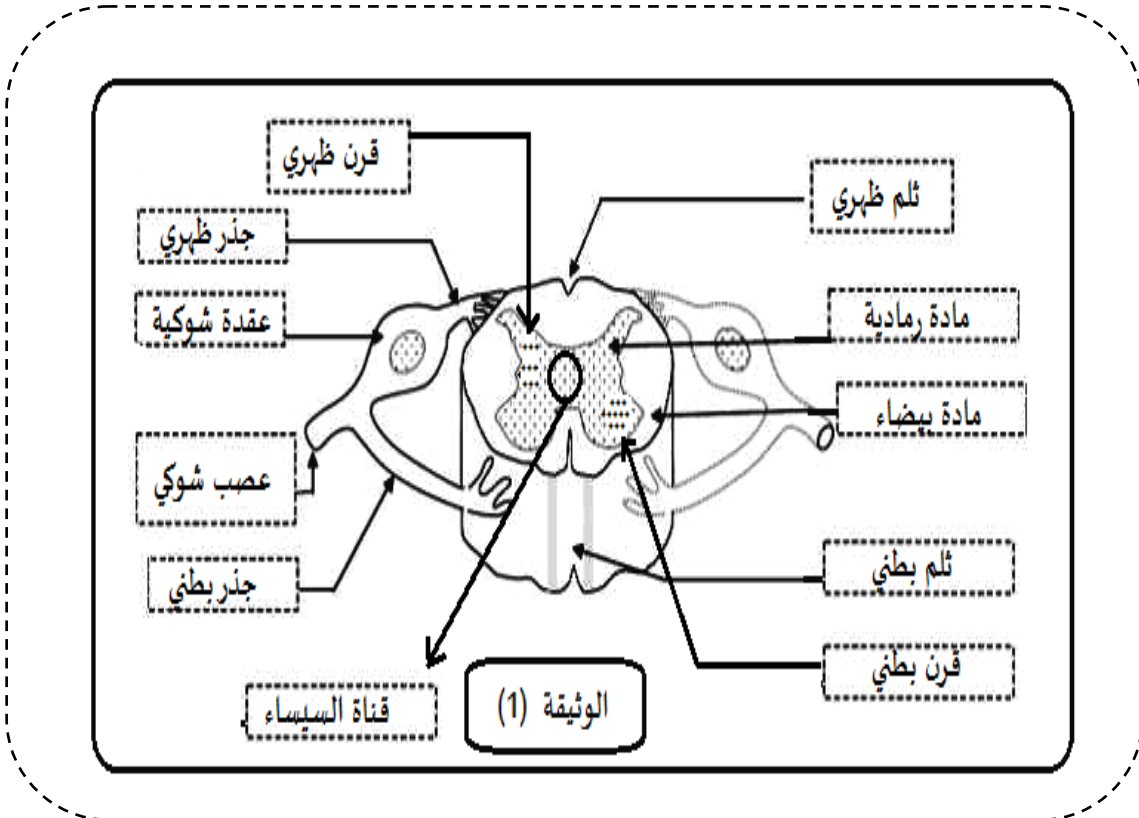 قرن ظهري
ثلم ظهري
جذر ظهري
عقدة شوكية
مادة رمادية
مادة بيضاء
عصب شوكي
جذر بطني
ثلم بطني
قرن بطني
قناة السيساء
الوثيقة (1)